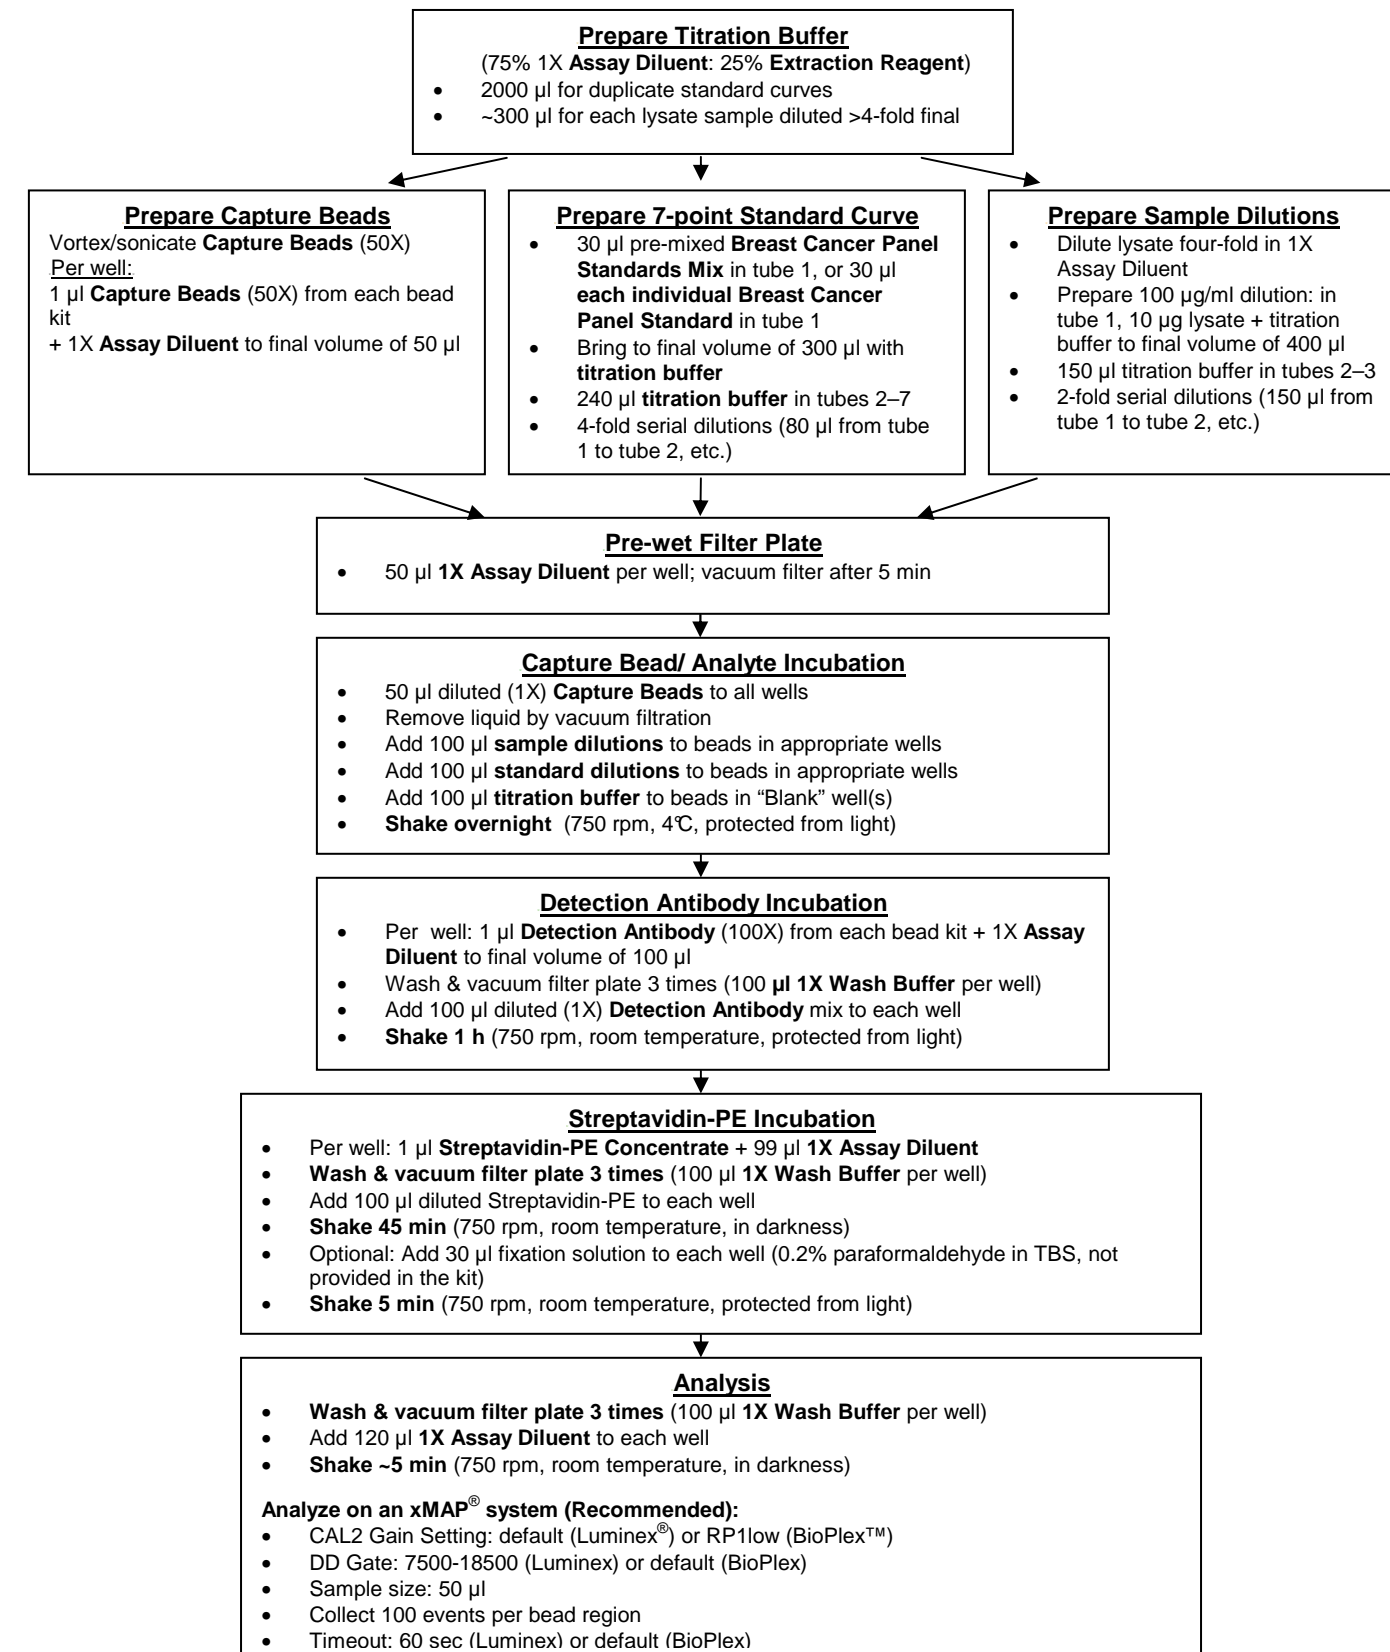 Prepare Titration Buffer
(75% 1X Assay Diluent: 25% Extraction Reagent)
• 2000 µl for duplicate standard curves
• ~300 µl for each lysate sample diluted >4-fold final
Prepare Capture Beads
Vortex/sonicate Capture Beads (50X)
Per well:
1 µl Capture Beads (50X) from each bead
kit
+ 1X Assay Diluent to final volume of 50 µl
Prepare 7-point Standard Curve
• 30 µl pre-mixed Breast Cancer Panel
Standards Mix in tube 1, or 30 µl
each individual Breast Cancer
Panel Standard in tube 1
• Bring to final volume of 300 µl with
titration buffer
• 240 µl titration buffer in tubes 2–7
• 4-fold serial dilutions (80 µl from tube
1 to tube 2, etc.)
Prepare Sample Dilutions
• Dilute lysate four-fold in 1X
Assay Diluent
• Prepare 100 µg/ml dilution: in
tube 1, 10 µg lysate + titration
buffer to final volume of 400 µl
• 150 µl titration buffer in tubes 2–3
• 2-fold serial dilutions (150 µl from
tube 1 to tube 2, etc.)
Pre-wet Filter Plate
• 50 µl 1X Assay Diluent per well; vacuum filter after 5 min
Capture Bead/ Analyte Incubation
• 50 µl diluted (1X) Capture Beads to all wells
• Remove liquid by vacuum filtration
• Add 100 µl sample dilutions to beads in appropriate wells
• Add 100 µl standard dilutions to beads in appropriate wells
• Add 100 µl titration buffer to beads in “Blank” well(s)
• Shake overnight (750 rpm, 4°C, protected from light)
Detection Antibody Incubation
• Per well: 1 µl Detection Antibody (100X) from each bead kit + 1X Assay
Diluent to final volume of 100 µl
• Wash & vacuum filter plate 3 times (100 µl 1X Wash Buffer per well)
• Add 100 µl diluted (1X) Detection Antibody mix to each well
• Shake 1 h (750 rpm, room temperature, protected from light)
Streptavidin-PE Incubation
• Per well: 1 µl Streptavidin-PE Concentrate + 99 µl 1X Assay Diluent
• Wash & vacuum filter plate 3 times (100 µl 1X Wash Buffer per well)
• Add 100 µl diluted Streptavidin-PE to each well
• Shake 45 min (750 rpm, room temperature, in darkness)
• Optional: Add 30 µl fixation solution to each well (0.2% paraformaldehyde in TBS, not
provided in the kit)
• Shake 5 min (750 rpm, room temperature, protected from light)
Analysis
• Wash & vacuum filter plate 3 times (100 µl 1X Wash Buffer per well)
• Add 120 µl 1X Assay Diluent to each well
• Shake ~5 min (750 rpm, room temperature, in darkness)
Analyze on an xMAP® system (Recommended):
• CAL2 Gain Setting: default (Luminex®) or RP1low (BioPlex™)
• DD Gate: 7500-18500 (Luminex) or default (BioPlex)
• Sample size: 50 µl
• Collect 100 events per bead region
• Timeout: 60 sec (Luminex) or default (BioPlex)